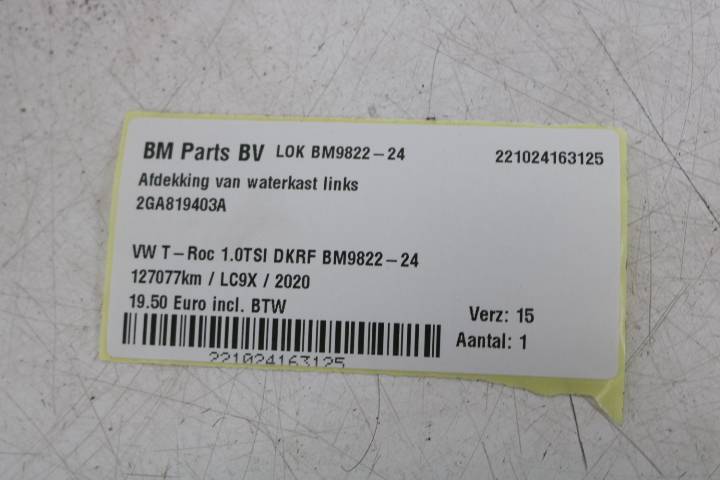 BM Parts BV LOK BM9822-24 221024163125
Afdekking van waterkast links
2GA819403A
VW T-Roc 1.0TSI DKRF BM9822-24
127077km / LC9X / 2020
19.50 Euro incl. BTW
Verz: 15
Aantal: 1
221024163125